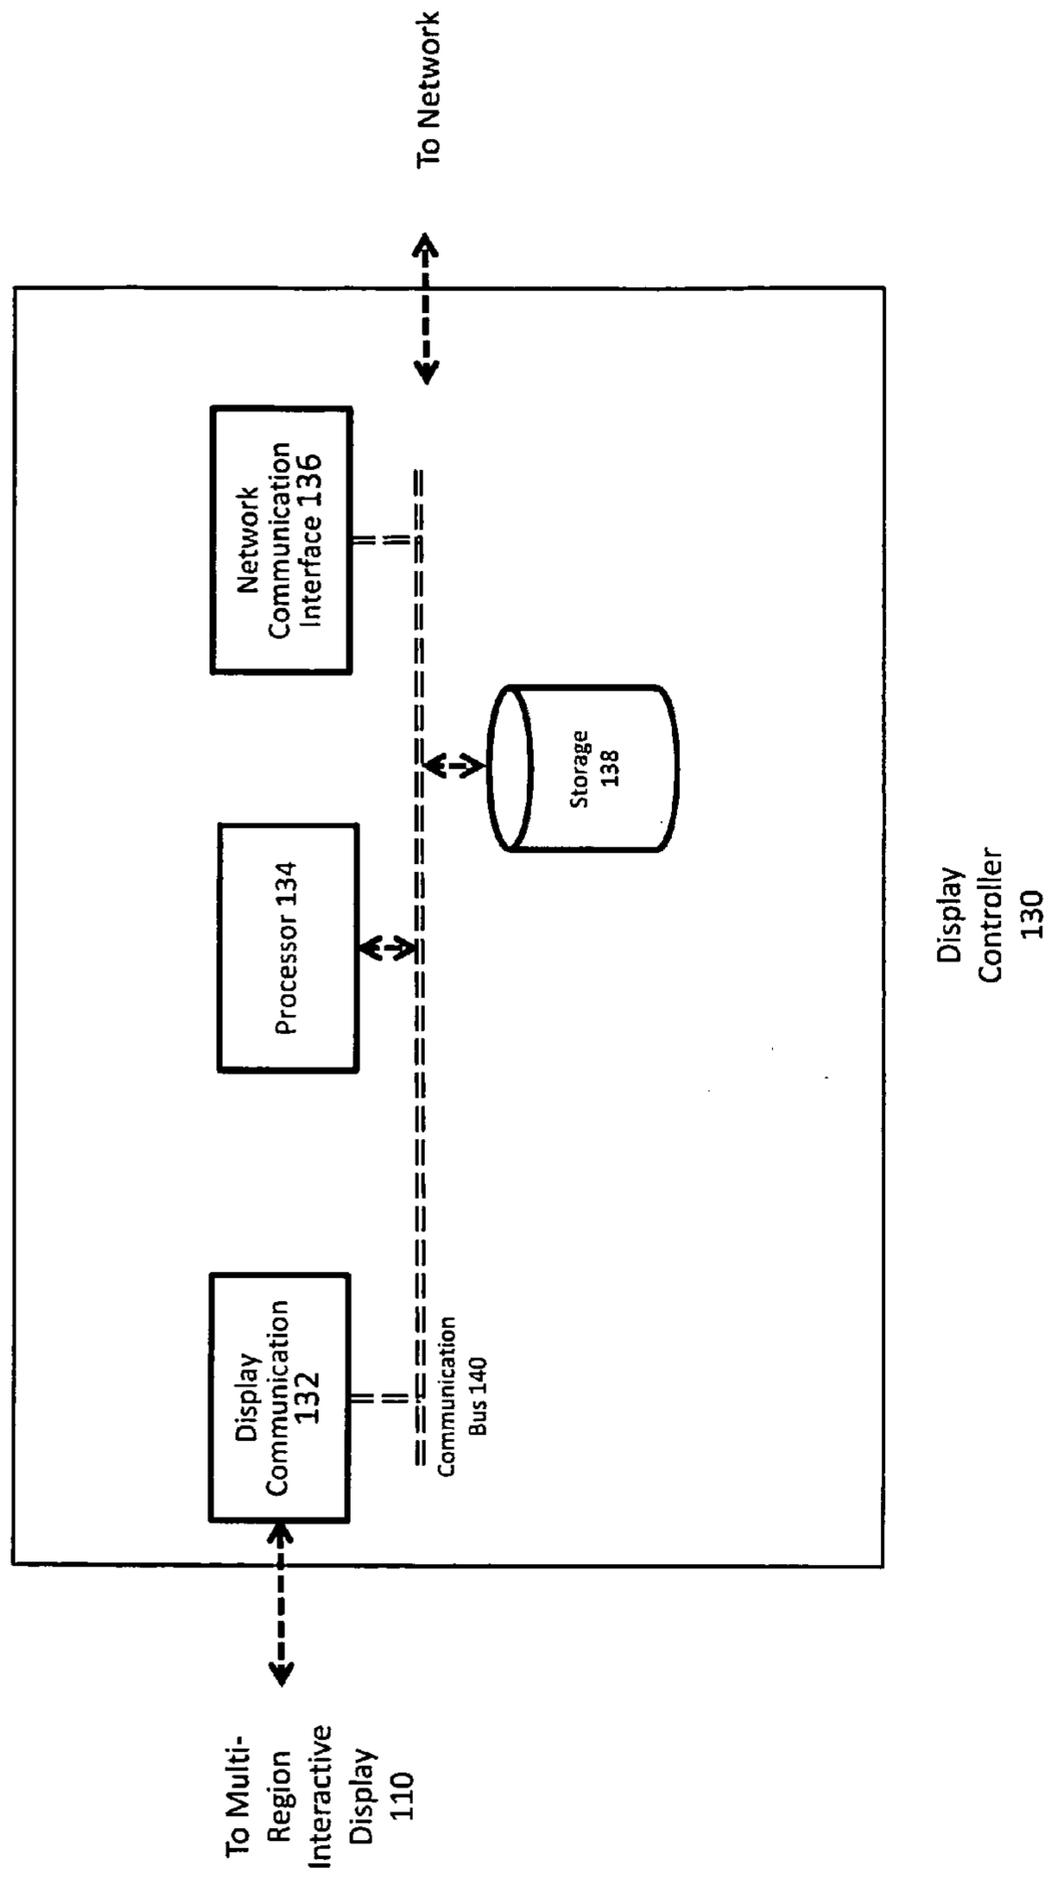 To Multi-
Region
Interactive
Display
110
Display
Communication
132
Communication
Bus 140
Processor 134
Storage
138
Network
Communication
Interface 136
To Network
Display
Controller
130